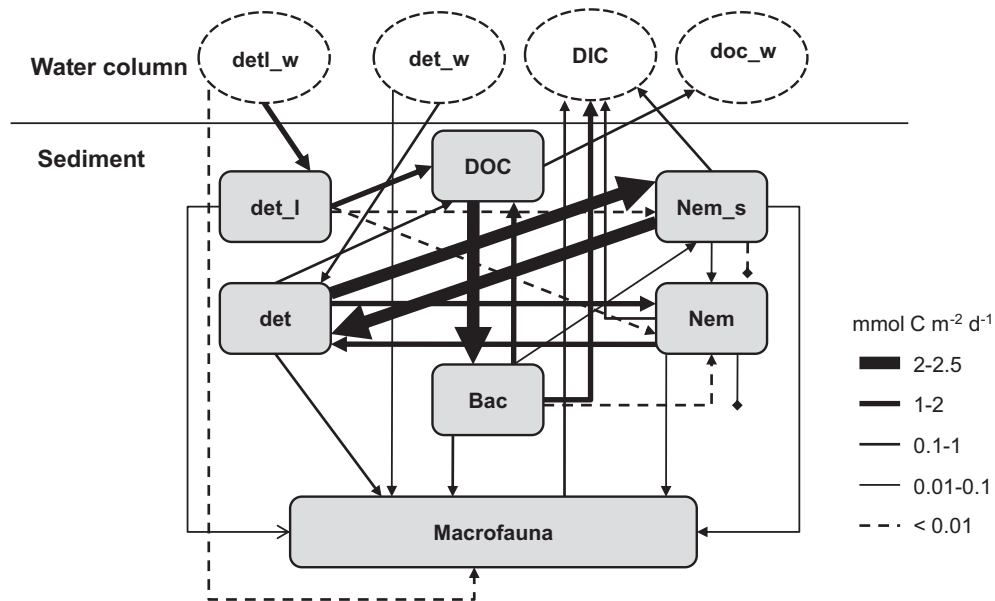 detl_w
det_w
DIC
doc_w
Water column
Sediment
DOC
det_l
Nem_s
det
Nem
Bac
Macrofauna
mmol C m-2 d-1
2-2.5
1-2
0.1-1
0.01-0.1
< 0.01